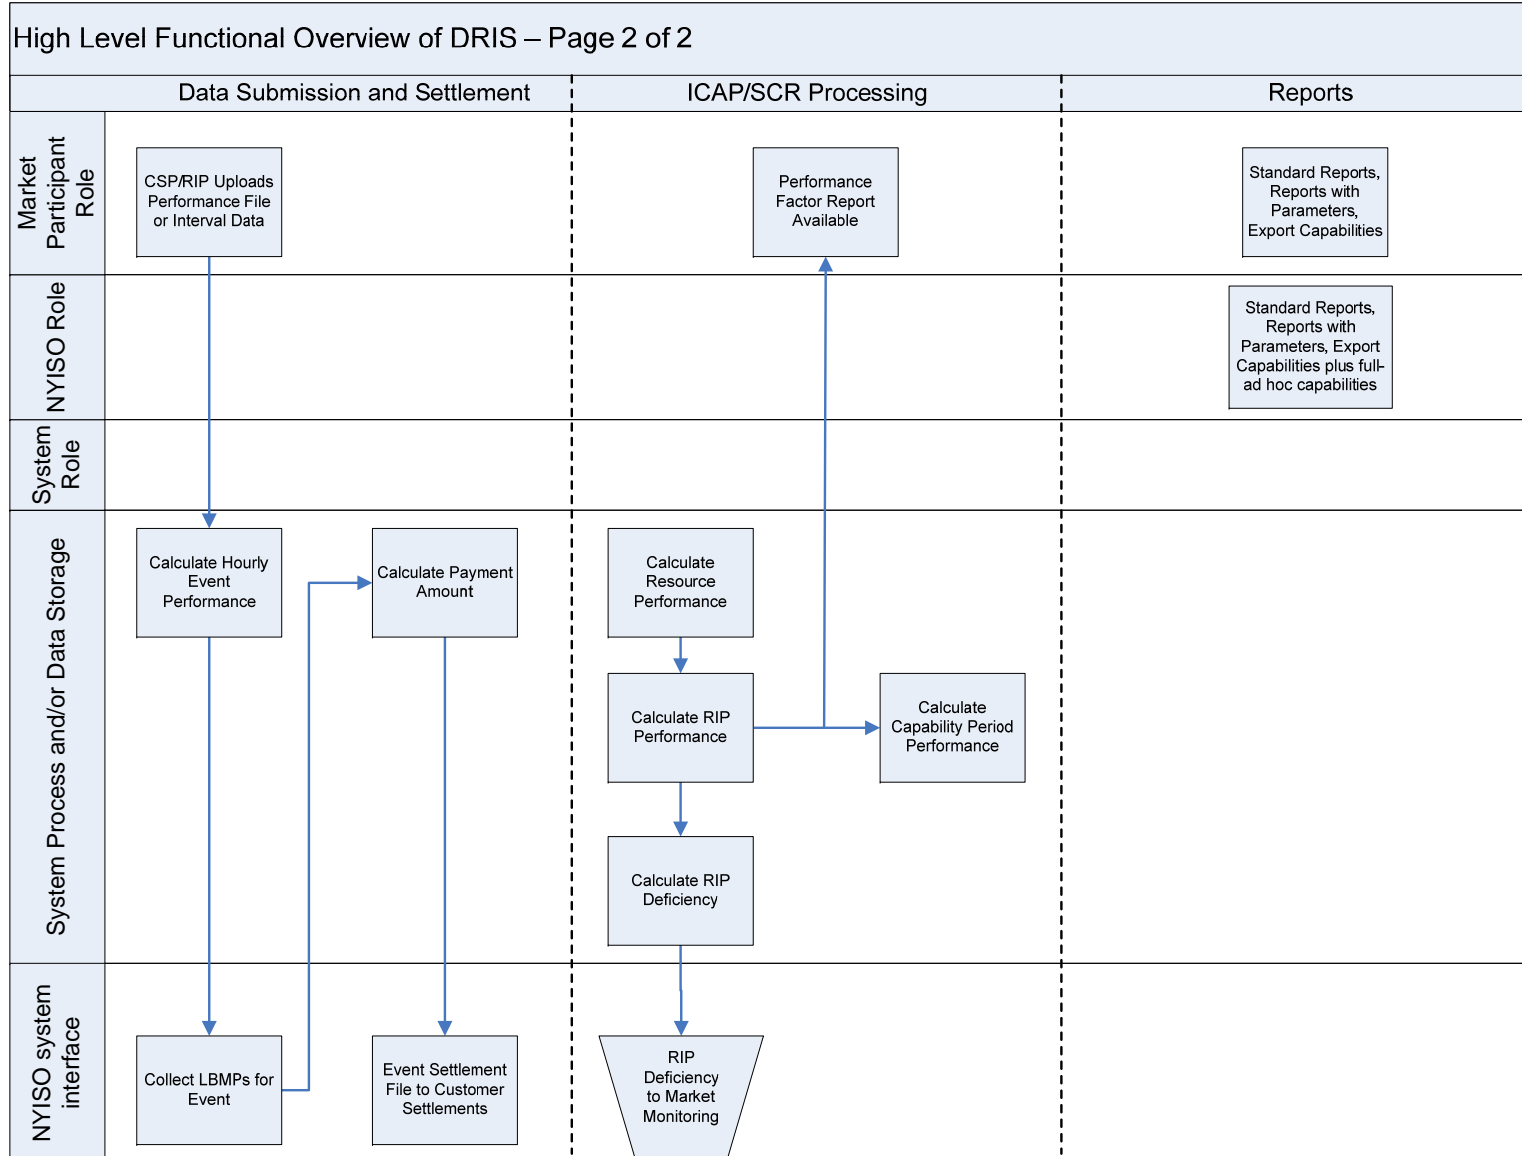 High Level Functional Overview of DRIS – Page 2 of 2
Data Submission and Settlement
ICAP/SCR Processing
Reports
Market
Participant
Role
CSP/RIP Uploads
Performance File
or Interval Data
Performance
Factor Report
Available
Standard Reports,
Reports with
Parameters,
Export Capabilities
NYISO Role
Standard Reports,
Reports with
Parameters, Export
Capabilities plus full-
ad hoc capabilities
System
Role
System Process and/or Data Storage
Calculate Hourly
Event
Performance
Calculate Payment
Amount
Calculate
Resource
Performance
Calculate RIP
Performance
Calculate
Capability Period
Performance
Calculate RIP
Deficiency
NYISO system
interface
Collect LBMPs for
Event
Event Settlement
File to Customer
Settlements
RIP
Deficiency
to Market
Monitoring